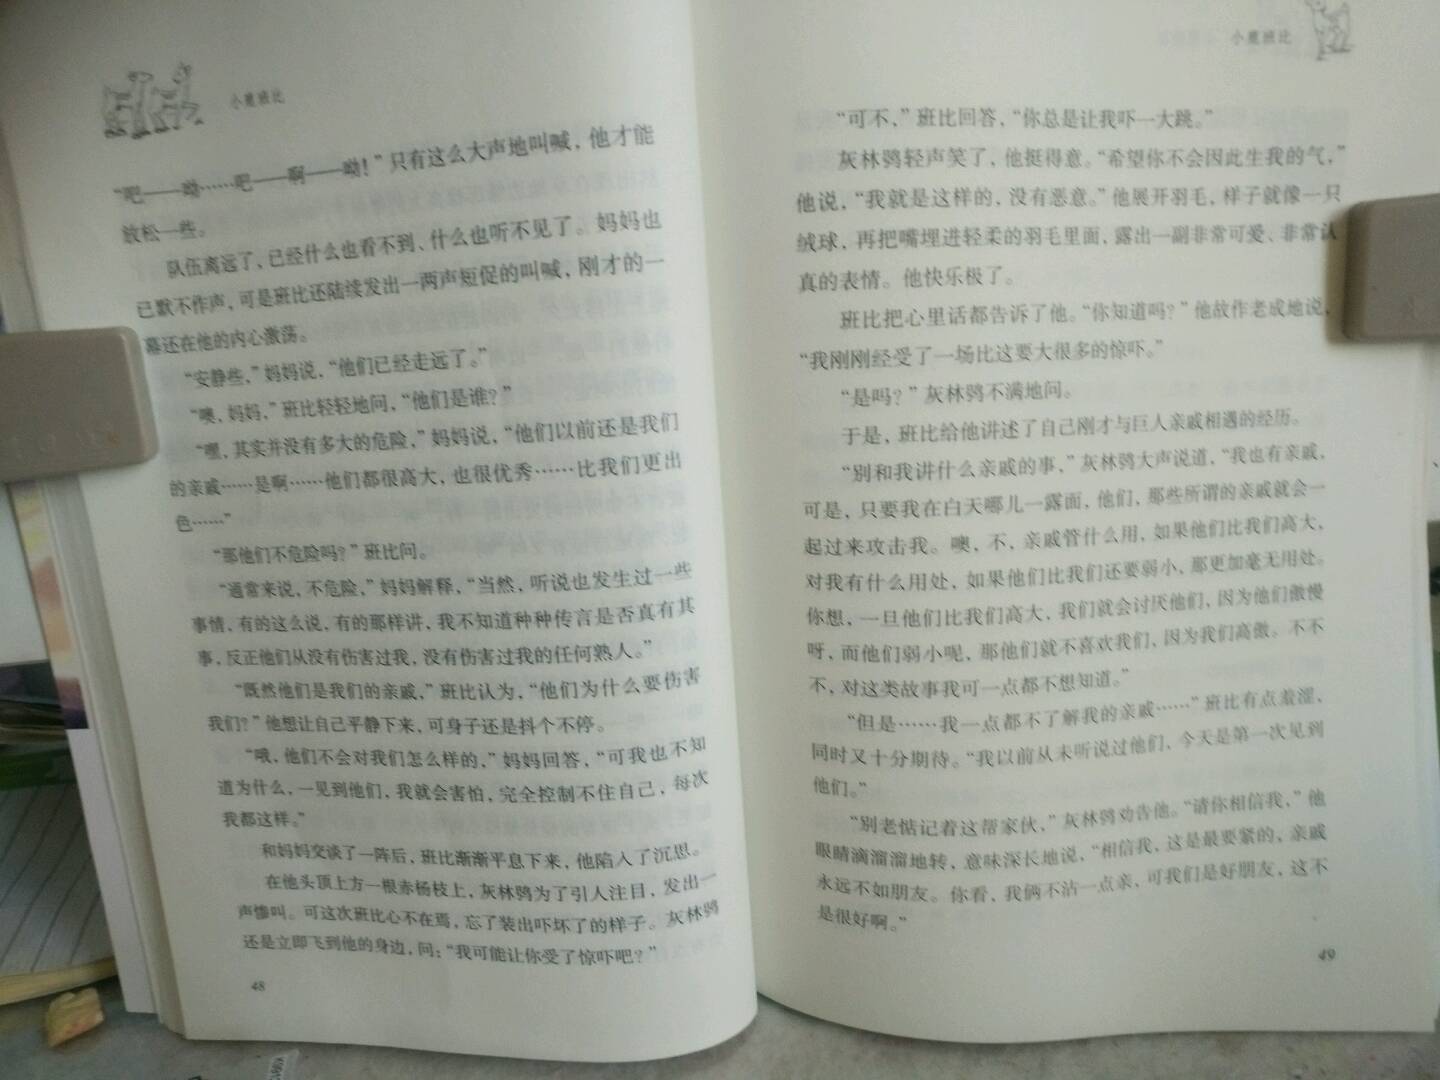 小鹿班比
“吧——呦……吧——啊——呦！”只有这么大声地叫喊，他才能
放松一些。
队伍离远了，已经什么也看不到、什么也听不见了。妈妈也
已默不作声，可是班比还陆续发出一两声短促的叫喊，刚才的一
幕还在他的内心激荡。
“安静些，”妈妈说，“他们已经走远了。”
“噢，妈妈，”班比轻轻地问，“他们是谁？”
“嘿，其实并没有多大的危险，”妈妈说，“他们以前还是我们
的亲戚……是啊……他们都很高大，也很优秀……比我们更出
色……”
“那他们不危险吗？”班比问。
“通常来说，不危险，”妈妈解释，“当然，听说也发生过一些
事情，有的这么说，有的那样讲，我不知道种种传言是否真有其
事，反正他们从没有伤害过我，没有伤害过我的任何熟人。”
“既然他们是我们的亲戚，”班比认为，“他们为什么要伤害
我们？”他想让自己平静下来，可身子还是抖个不停。
“哦，他们不会对我们怎么样的，”妈妈回答，“可我也不知
道为什么，一见到他们，我就会害怕，完全控制不住自己，每次
我都这样。”
和妈妈交谈了一阵后，班比渐渐平息下来，他陷入了沉思。
在他头顶上方一根赤杨枝上，灰林鸮为了引人注目，发出一
声惨叫。可这次班比心不在焉，忘了装出吓坏了的样子。灰林鸮
还是立即飞到他的身边，问：“我可能让你受了惊吓吧？”
48
小鹿班比
“可不，”班比回答，“你总是让我吓一大跳。”
灰林鸮轻声笑了，他挺得意。“希望你不会因此生我的气，”
他说，“我就是这样的，没有恶意。”他展开羽毛，样子就像一只
绒球，再把嘴埋进轻柔的羽毛里面，露出一副非常可爱、非常认
真的表情。他快乐极了。
班比把心里话都告诉了他。“你知道吗？”他故作老成地说，
“我刚刚经受了一场比这要大很多的惊吓。”
“是吗？”灰林鸮不满地问。
于是，班比给他讲述了自己刚才与巨人亲戚相遇的经历。
“别和我讲什么亲戚的事，”灰林鸮大声说道，“我也有亲戚，
可是，只要我在白天哪儿一露面，他们，那些所谓的亲戚就会一
起过来攻击我。噢，不，亲戚管什么用，如果他们比我们高大，
对我有什么用处，如果他们比我们还要弱小，那更加毫无用处。
你想，一旦他们比我们高大，我们就会讨厌他们，因为他们傲慢
呀，而他们弱小呢，那他们就不喜欢我们，因为我们高傲。不不
不，对这类故事我可一点都不想知道。”
“但是……我一点都不了解我的亲戚……”班比有点羞涩，
同时又十分期待。“我以前从未听说过他们，今天是第一次见到
他们。”
“别老惦记着这帮家伙，”灰林鸮劝告他。“请你相信我，”他
眼睛滴溜溜地转，意味深长地说，“相信我，这是最要紧的，亲戚
永远不如朋友。你看，我俩不沾一点亲，可我们是好朋友，这不
是很好啊。”
49